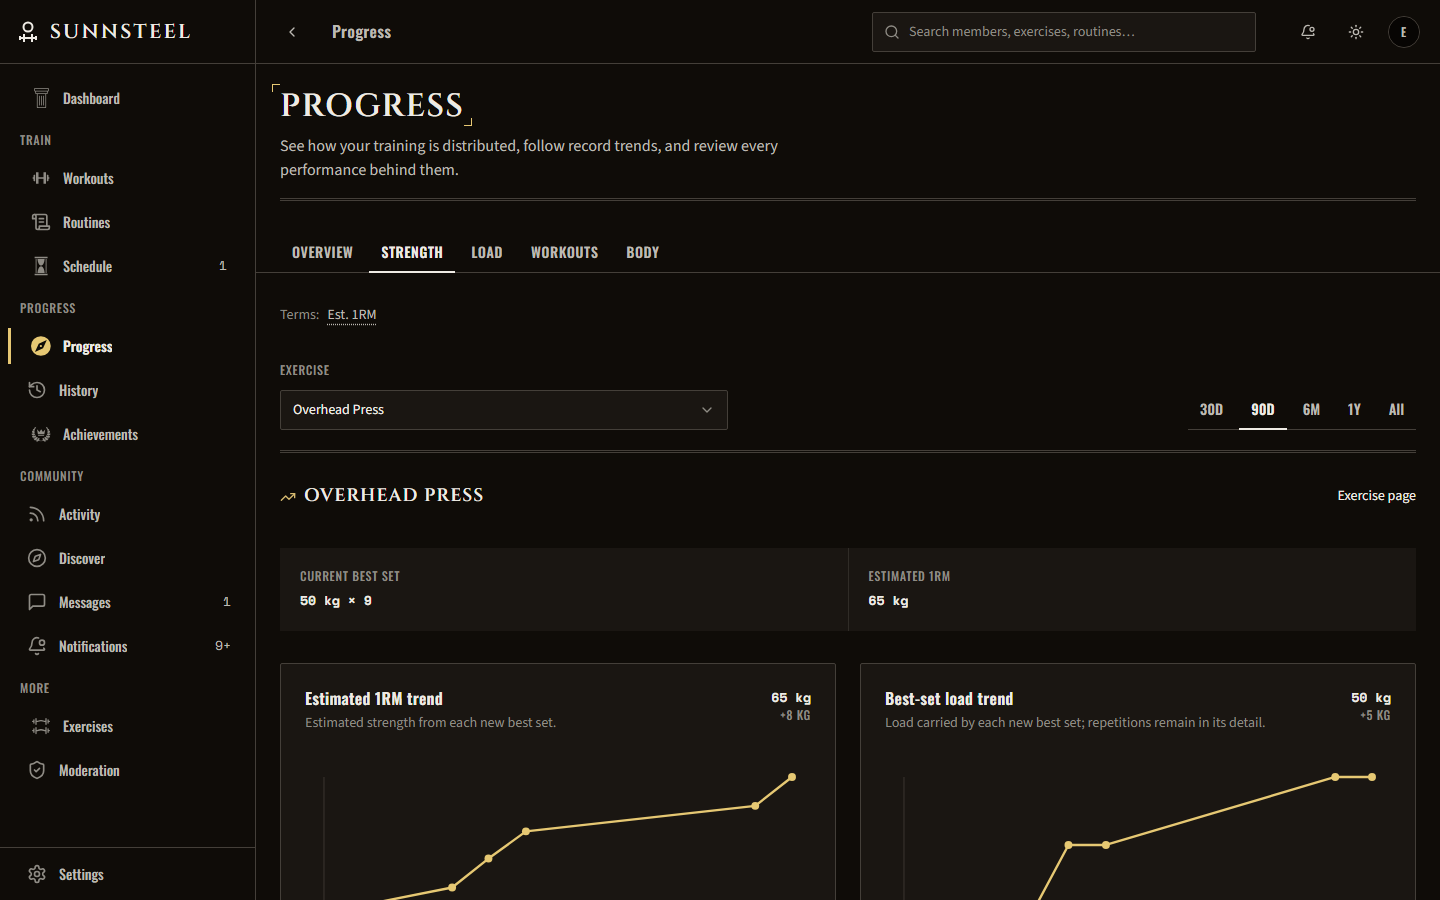 SUNNSTEEL
Progress
Search members, exercises, routines...
E
Dashboard
TRAIN
Workouts
Routines
Schedule 1
PROGRESS
Progress
History
Achievements
COMMUNITY
Activity
Discover
Messages 1
Notifications 9+
MORE
Exercises
Moderation
Settings
PROGRESS
See how your training is distributed, follow record trends, and review every
performance behind them.
OVERVIEW STRENGTH LOAD WORKOUTS BODY
Terms: Est. 1RM
EXERCISE
Overhead Press
30D 90D 6M 1Y All
OVERHEAD PRESS
Exercise page
CURRENT BEST SET
50 kg × 9
ESTIMATED 1RM
65 kg
Estimated 1RM trend
65 kg
Estimated strength from each new best set.
+8 KG
Best-set load trend
50 kg
Load carried by each new best set; repetitions remain in its detail.
+5 KG